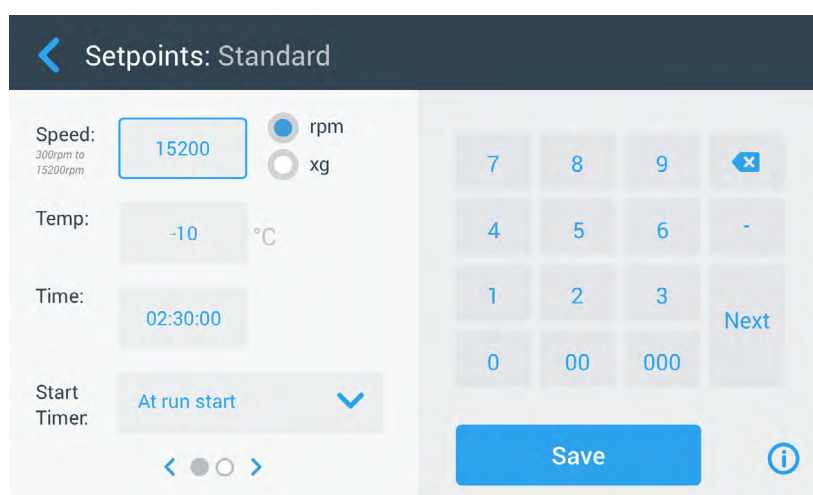 Setpoints: Standard
Speed:
300rpm to
15200rpm
15200
rpm
xg
Temp:
-10
°C
Time:
02:30:00
Start
Timer:
At run start
7 8 9
4 5 6 -
1 2 3
Next
0 00 000
Save
i